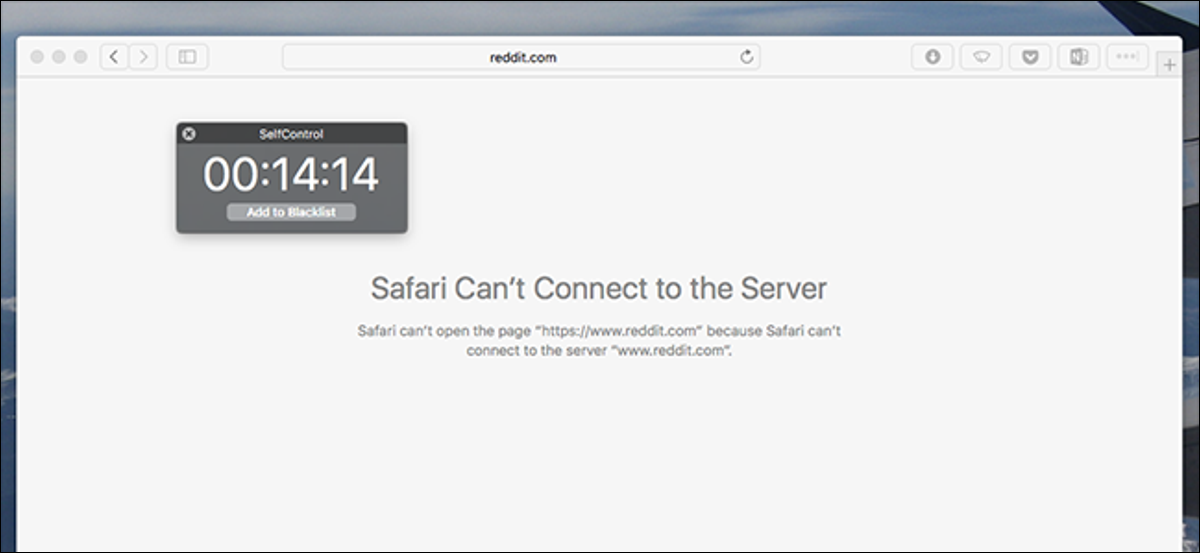 reddit.com
SelfControl
00:14:14
Add to Blacklist
Safari Can’t Connect to the Server
Safari can’t open the page “https://www.reddit.com” because Safari can’t
connect to the server “www.reddit.com”.